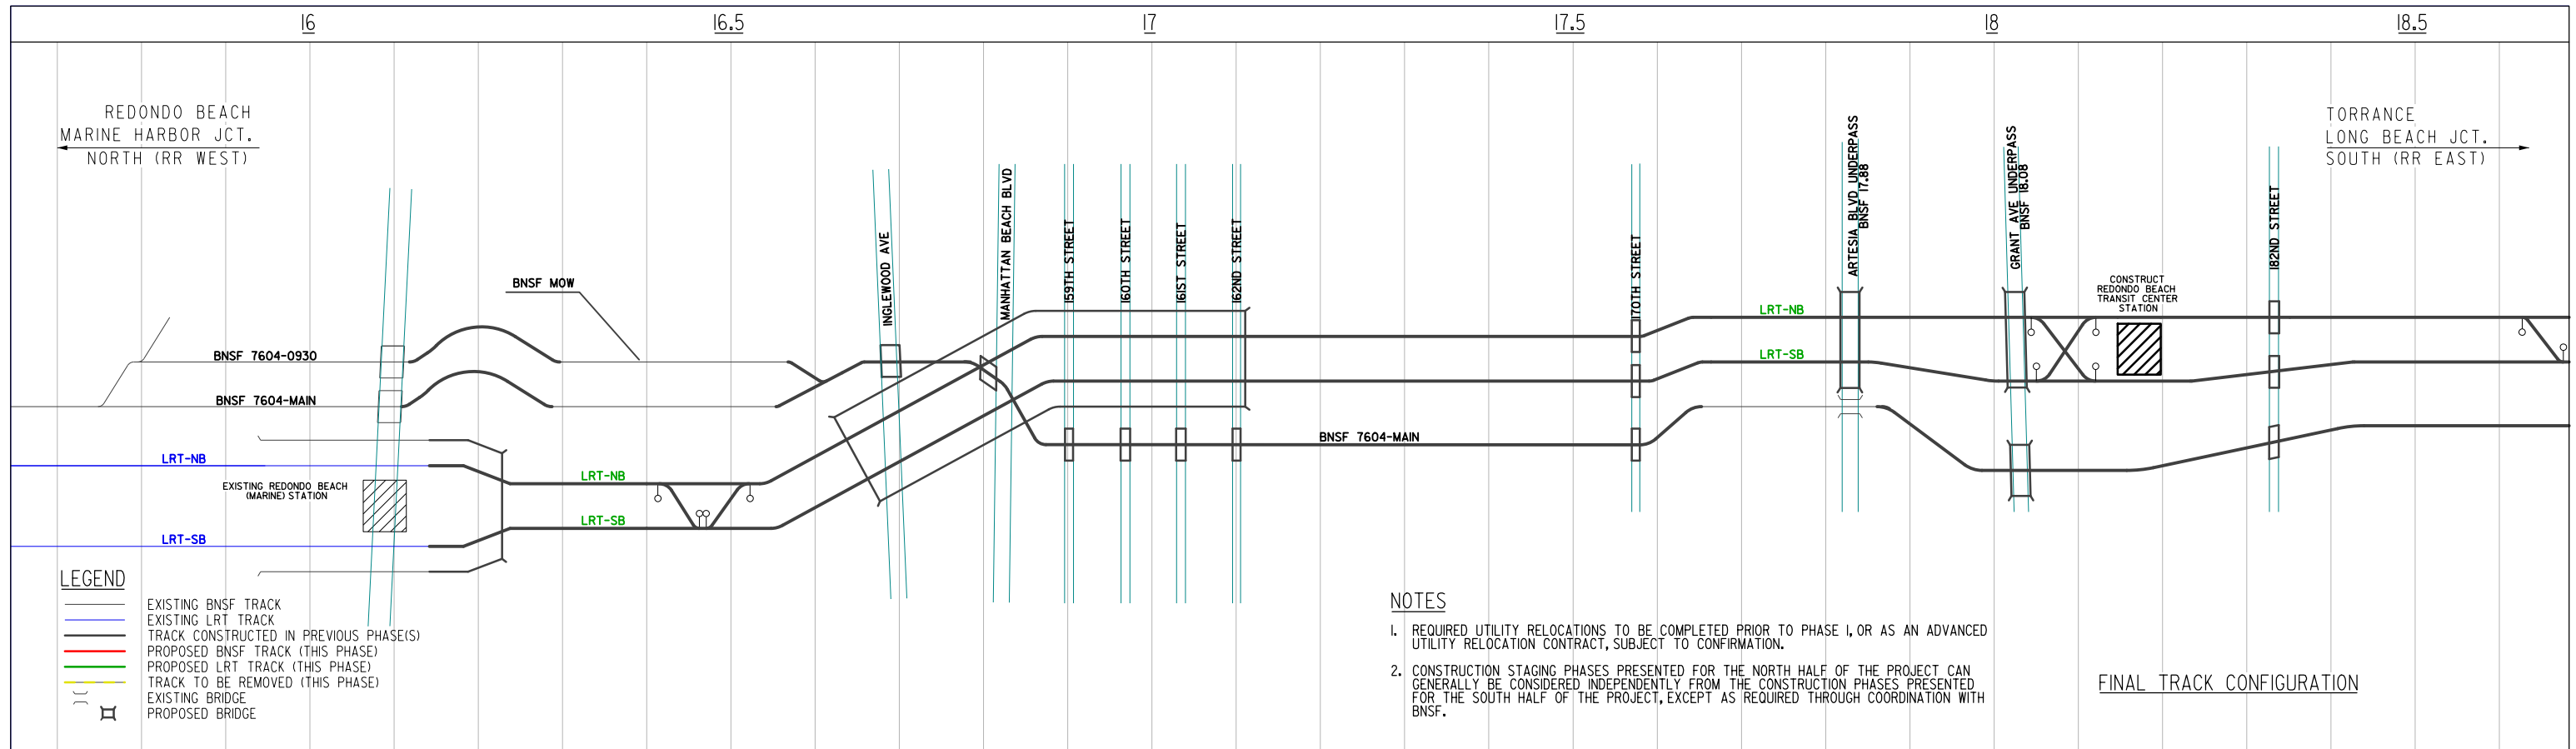 16
16.5
17
17.5
18
18.5
REDONDO BEACH
MARINE HARBOR JCT.
NORTH (RR WEST)
TORRANCE
LONG BEACH JCT.
SOUTH (RR EAST)
BNSF MOW
INGLEWOOD AVE
MANHATTAN BEACH BLVD
159TH STREET
160TH STREET
161ST STREET
162ND STREET
170TH STREET
ARTESIA BLVD UNDERPASS
BNSF 17.88
GRANT AVE UNDERPASS
BNSF 18.08
182ND STREET
CONSTRUCT
REDONDO BEACH
TRANSIT CENTER
STATION
BNSF 7604-0930
BNSF 7604-MAIN
LRT-NB
LRT-SB
BNSF 7604-MAIN
LRT-NB
EXISTING REDONDO BEACH
(MARINE) STATION
LRT-NB
LRT-SB
LRT-SB
LEGEND
EXISTING BNSF TRACK
EXISTING LRT TRACK
TRACK CONSTRUCTED IN PREVIOUS PHASE(S)
PROPOSED BNSF TRACK (THIS PHASE)
PROPOSED LRT TRACK (THIS PHASE)
TRACK TO BE REMOVED (THIS PHASE)
EXISTING BRIDGE
PROPOSED BRIDGE
NOTES
1. REQUIRED UTILITY RELOCATIONS TO BE COMPLETED PRIOR TO PHASE 1, OR AS AN ADVANCED
UTILITY RELOCATION CONTRACT, SUBJECT TO CONFIRMATION.
2. CONSTRUCTION STAGING PHASES PRESENTED FOR THE NORTH HALF OF THE PROJECT CAN
GENERALLY BE CONSIDERED INDEPENDENTLY FROM THE CONSTRUCTION PHASES PRESENTED
FOR THE SOUTH HALF OF THE PROJECT, EXCEPT AS REQUIRED THROUGH COORDINATION WITH
BNSF.
FINAL TRACK CONFIGURATION